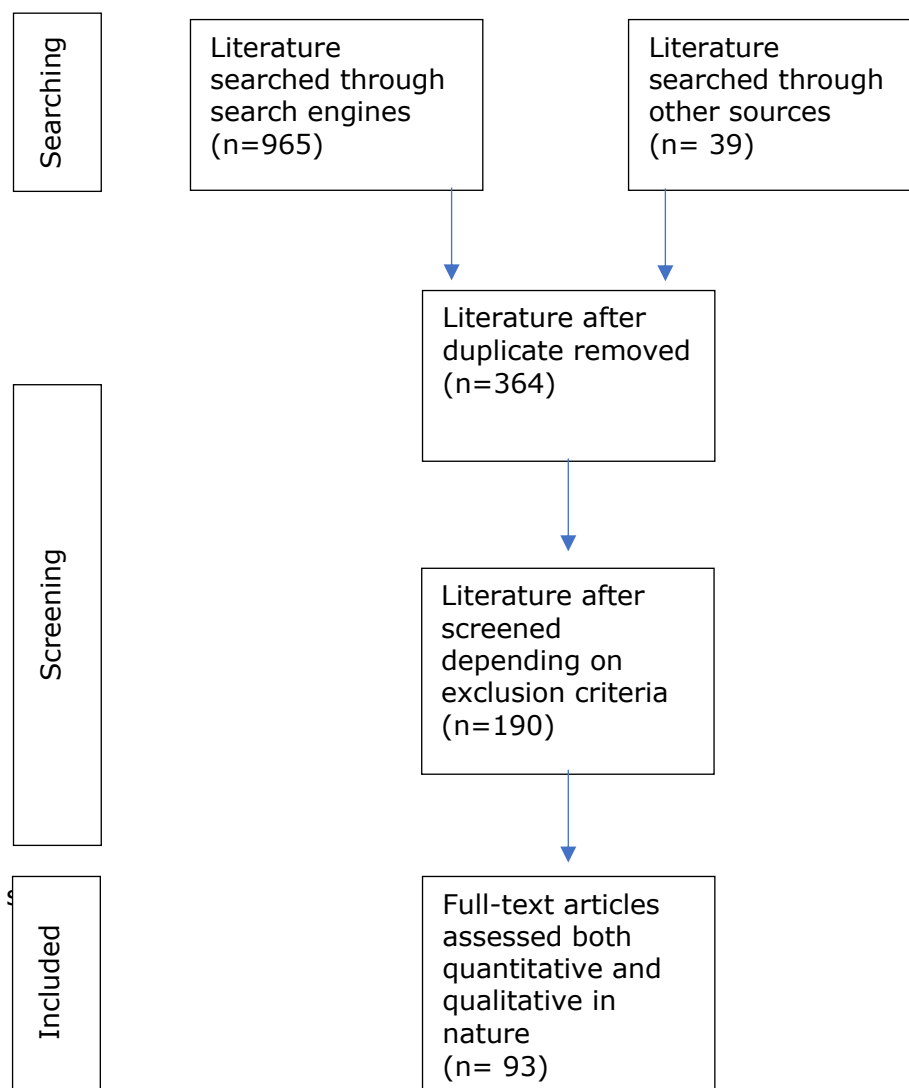 Searching
Literature
searched through
search engines
(n=965)
Literature
searched through
other sources
(n= 39)
Literature after
duplicate removed
(n=364)
Screening
Literature after
screened
depending on
exclusion criteria
(n=190)
Included
Full-text articles
assessed both
quantitative and
qualitative in
nature
(n= 93)